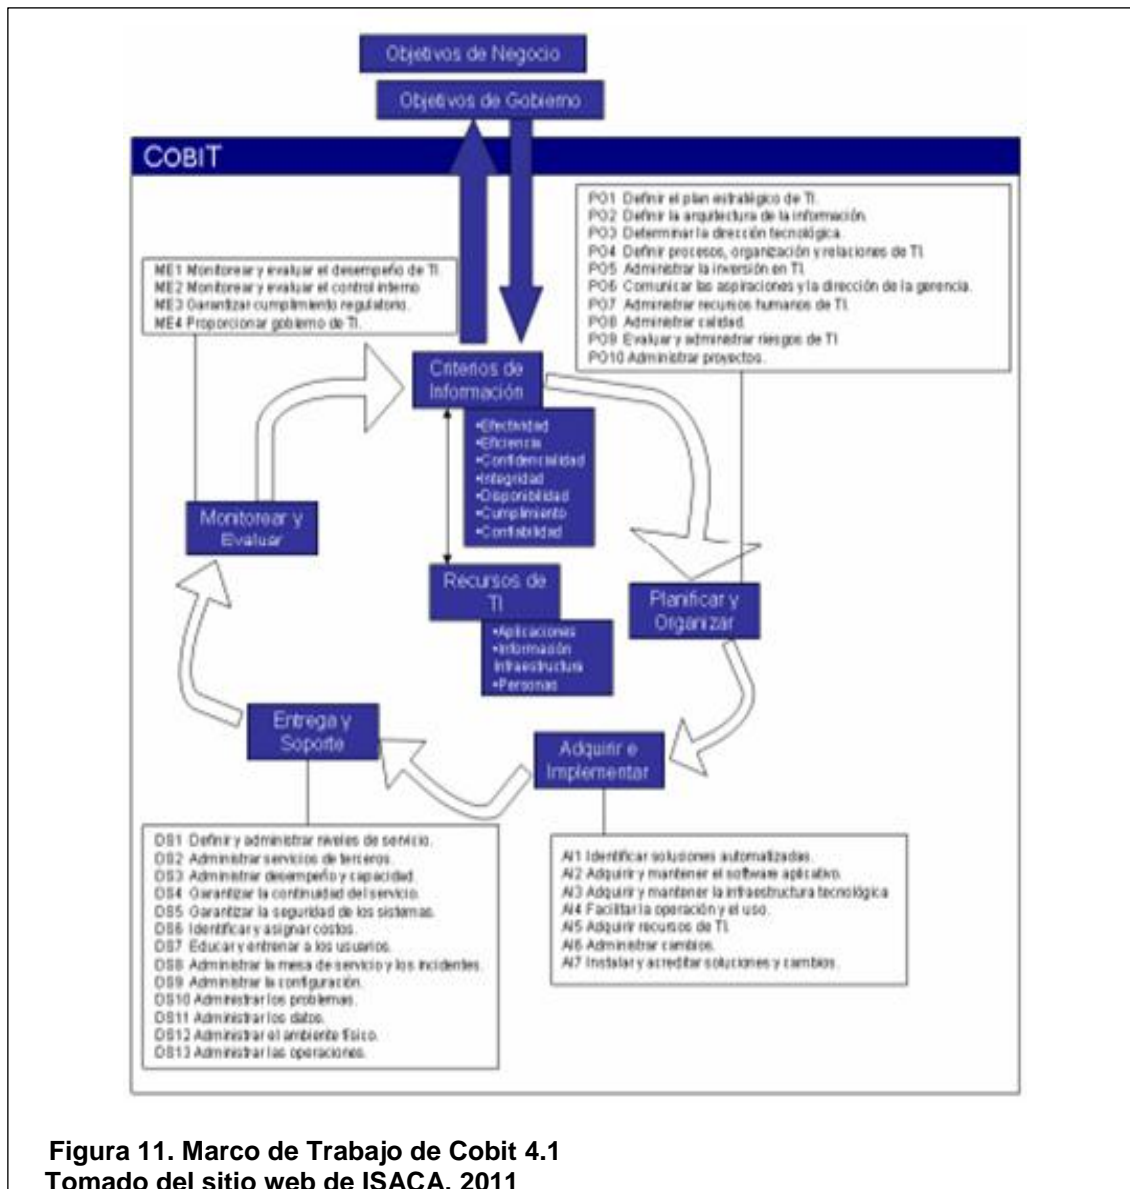 Objetivos de Negocio
Objetivos de Gobierno
COBIT
PO1 Definir el plan estratégico de TI.
PO2 Definir la arquitectura de la información.
PO3 Determinar la dirección tecnológica.
PO4 Definir procesos, organización y relaciones de TI.
PO5 Administrar la inversión en TI.
PO6 Comunicar las aspiraciones y la dirección de la gerencia.
PO7 Administrar recursos humanos de TI.
PO8 Administrar calidad.
PO9 Evaluar y administrar riesgos de TI
PO10 Administrar proyectos.
ME1 Monitorear y evaluar el desempeño de TI.
ME2 Monitorear y evaluar el control interno
ME3 Garantizar cumplimiento regulatorio.
ME4 Proporcionar gobierno de TI.
Criterios de
Información
•Efectividad
•Eficiencia
•Confidencialidad
•Integridad
•Disponibilidad
•Cumplimiento
•Confiabilidad
Monitorear y
Evaluar
Recursos de
TI
•Aplicaciones
•Información
Infraestructura
•Personas
Planificar y
Organizar
Entrega y
Soporte
Adquirir e
Implementar
DS1 Definir y administrar niveles de servicio.
DS2 Administrar servicios de terceros.
DS3 Administrar desempeño y capacidad.
DS4 Garantizar la continuidad del servicio.
DS5 Garantizar la seguridad de los sistemas.
DS6 Identificar y asignar costos.
DS7 Educar y entrenar a los usuarios.
DS8 Administrar la mesa de servicio y los incidentes.
DS9 Administrar la configuración.
DS10 Administrar los problemas.
DS11 Administrar los datos.
DS12 Administrar el ambiente físico.
DS13 Administrar las operaciones.
AI1 Identificar soluciones automatizadas.
AI2 Adquirir y mantener el software aplicativo.
AI3 Adquirir y mantener la infraestructura tecnológica
AI4 Facilitar la operación y el uso.
AI5 Adquirir recursos de TI.
AI6 Administrar cambios.
AI7 Instalar y acreditar soluciones y cambios.
Figura 11. Marco de Trabajo de Cobit 4.1
Tomado del sitio web de ISACA, 2011